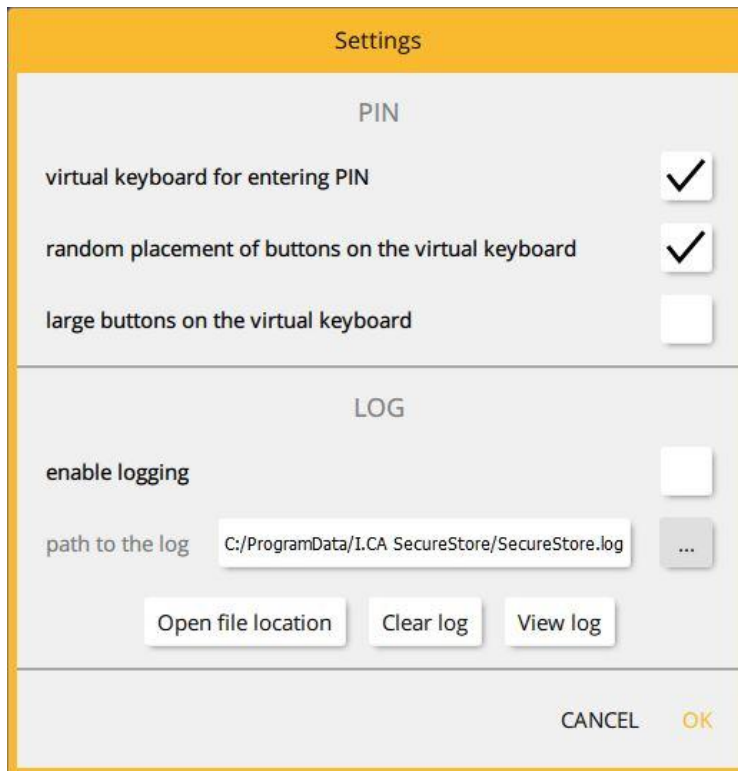 Settings
PIN
virtual keyboard for entering PIN
random placement of buttons on the virtual keyboard
large buttons on the virtual keyboard
LOG
enable logging
path to the log C:/ProgramData/I.CA SecureStore/SecureStore.log ...
Open file location Clear log View log
CANCEL OK